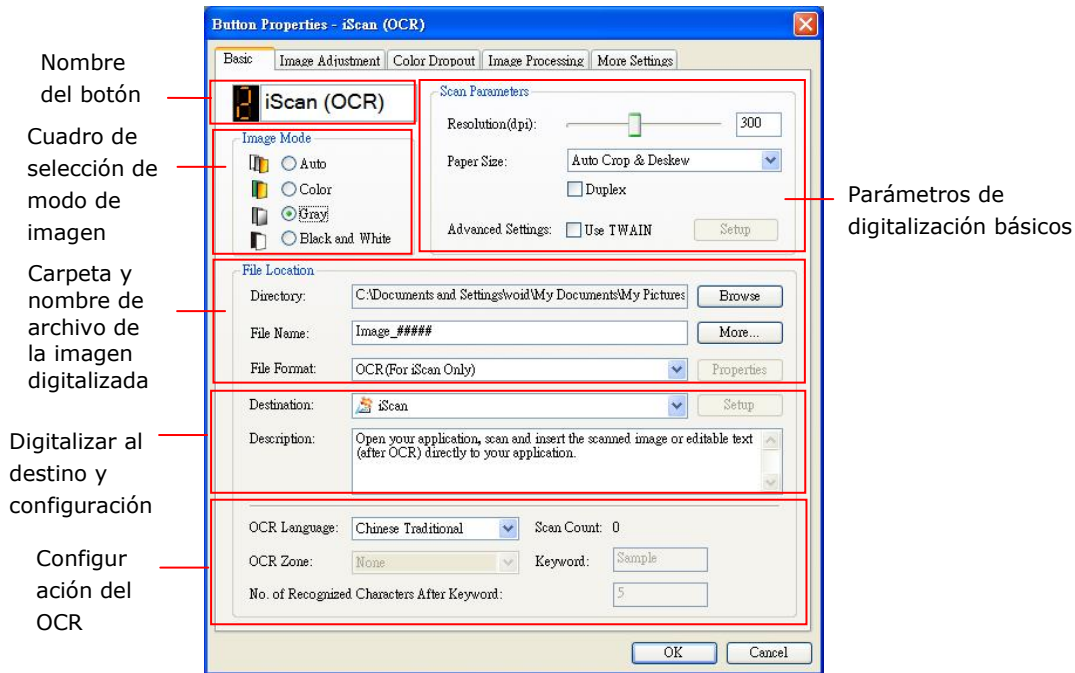 Button Properties - iScan (OCR)
Basic Image Adjustment Color Dropout Image Processing More Settings
Nombre
del botón
2 iScan (OCR)
Cuadro de
selección de
modo de
imagen
Image Mode
Auto
Color
Gray
Black and White
Scan Parameters
Resolution(dpi): 300
Paper Size: Auto Crop & Deskew
Duplex
Advanced Settings: Use TWAIN Setup
Parámetros de
digitalización básicos
Carpeta y
nombre de
archivo de
la imagen
digitalizada
File Location
Directory: C:\Documents and Settings\void\My Documents\My Pictures Browse
File Name: Image_##### More...
File Format: OCR(For iScan Only) Properties
Digitalizar al
destino y
configuración
Destination: iScan Setup
Description: Open your application, scan and insert the scanned image or editable text
(after OCR) directly to your application.
Configur
ación del
OCR
OCR Language: Chinese Traditional Scan Count: 0
OCR Zone: None Keyword: Sample
No. of Recognized Characters After Keyword: 5
OK Cancel